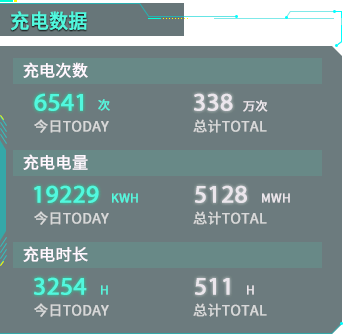 充电数据
充电次数
6541 次 338 万次
今日TODAY 总计TOTAL
充电电量
19229 KWH 5128 MWH
今日TODAY 总计TOTAL
充电时长
3254 H 511 H
今日TODAY 总计TOTAL